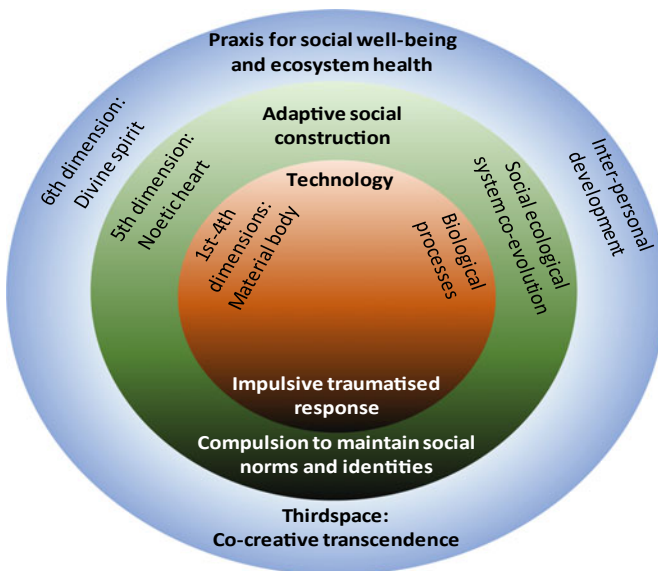 Praxis for social well-being
and ecosystem health
6th dimension:
Divine spirit
Adaptive social
construction
5th dimension:
Noetic heart
Technology
1st-4th
dimensions:
Material body
Biological
processes
Social ecological
system co-evolution
Inter-personal
development
Impulsive traumatised
response
Compulsion to maintain social
norms and identities
Thirdspace:
Co-creative transcendence